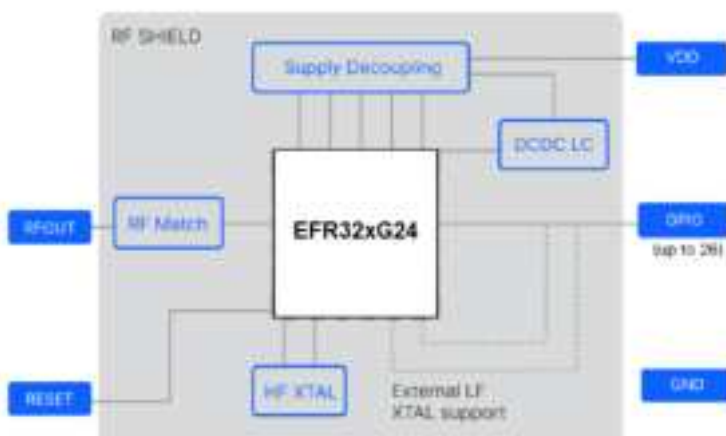 RF SHIELD
Supply Decoupling
VDD
DCDC LC
RFOUT
RF Match
EFR32xG24
GPIO
(up to 26)
RESET
HF XTAL
External LF
XTAL support
GND